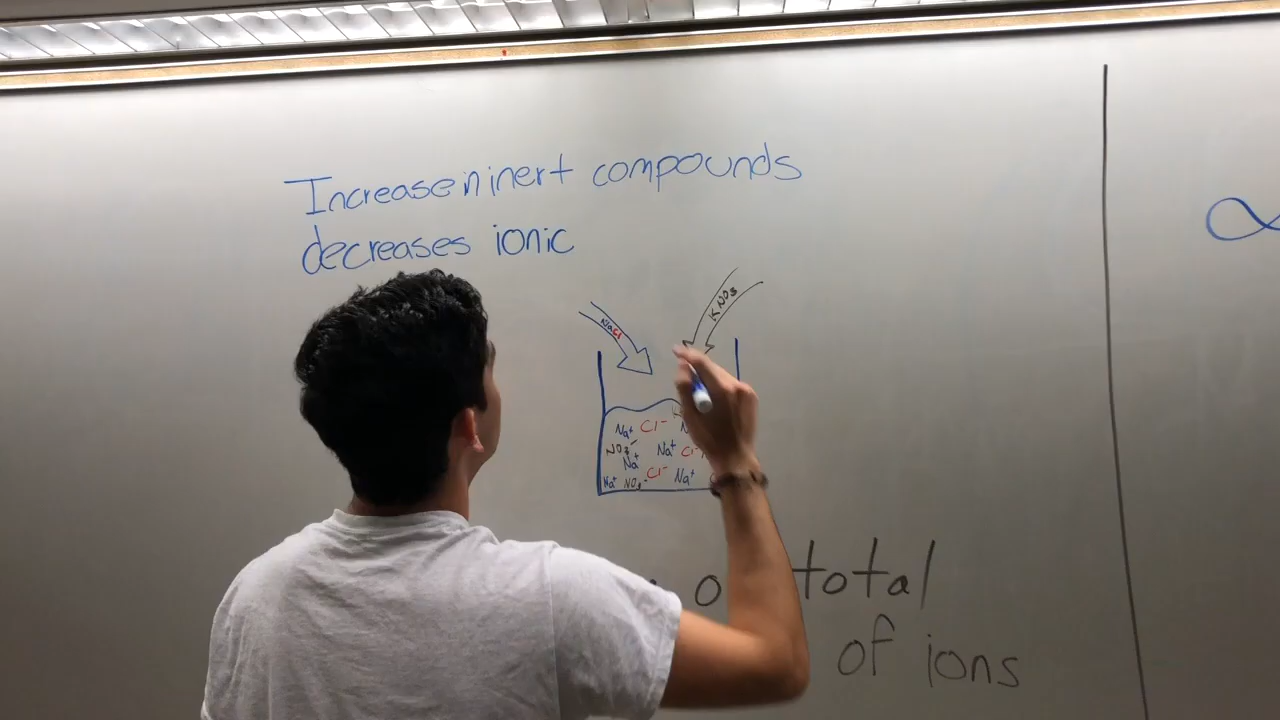 Increase in inert compounds
decreases ionic
NaCl
KNO3
Na+ Cl-
NO3-
Na+ Cl-
Na+
Cl-
Na+ NO3- Na+
total
of ions
∝